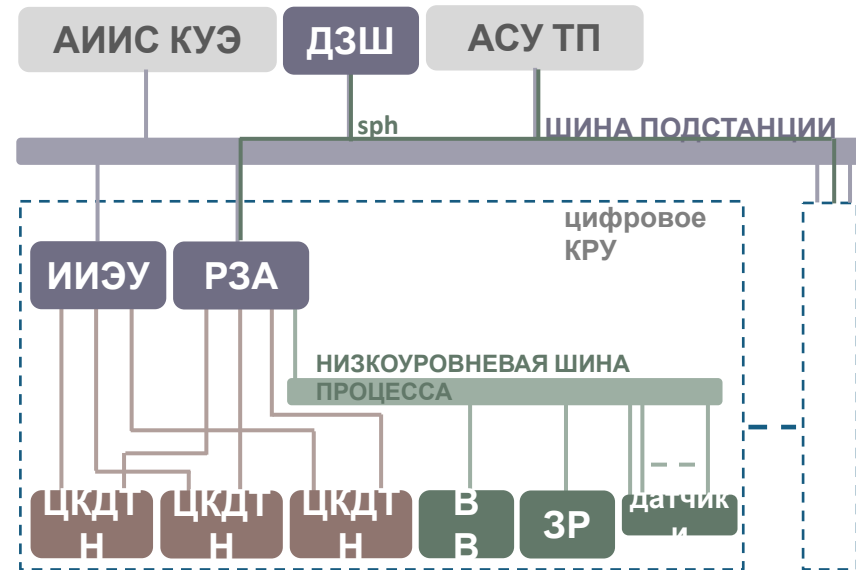 АИИС КУЭ
ДЗШ
АСУ ТП
sph
ШИНА ПОДСТАНЦИИ
цифровое
КРУ
ИИЭУ
РЗА
НИЗКОУРОВНЕВАЯ ШИНА
ПРОЦЕССА
ЦКДТ
Н
ЦКДТ
Н
ЦКДТ
Н
В
В
ЗР
датчик
и